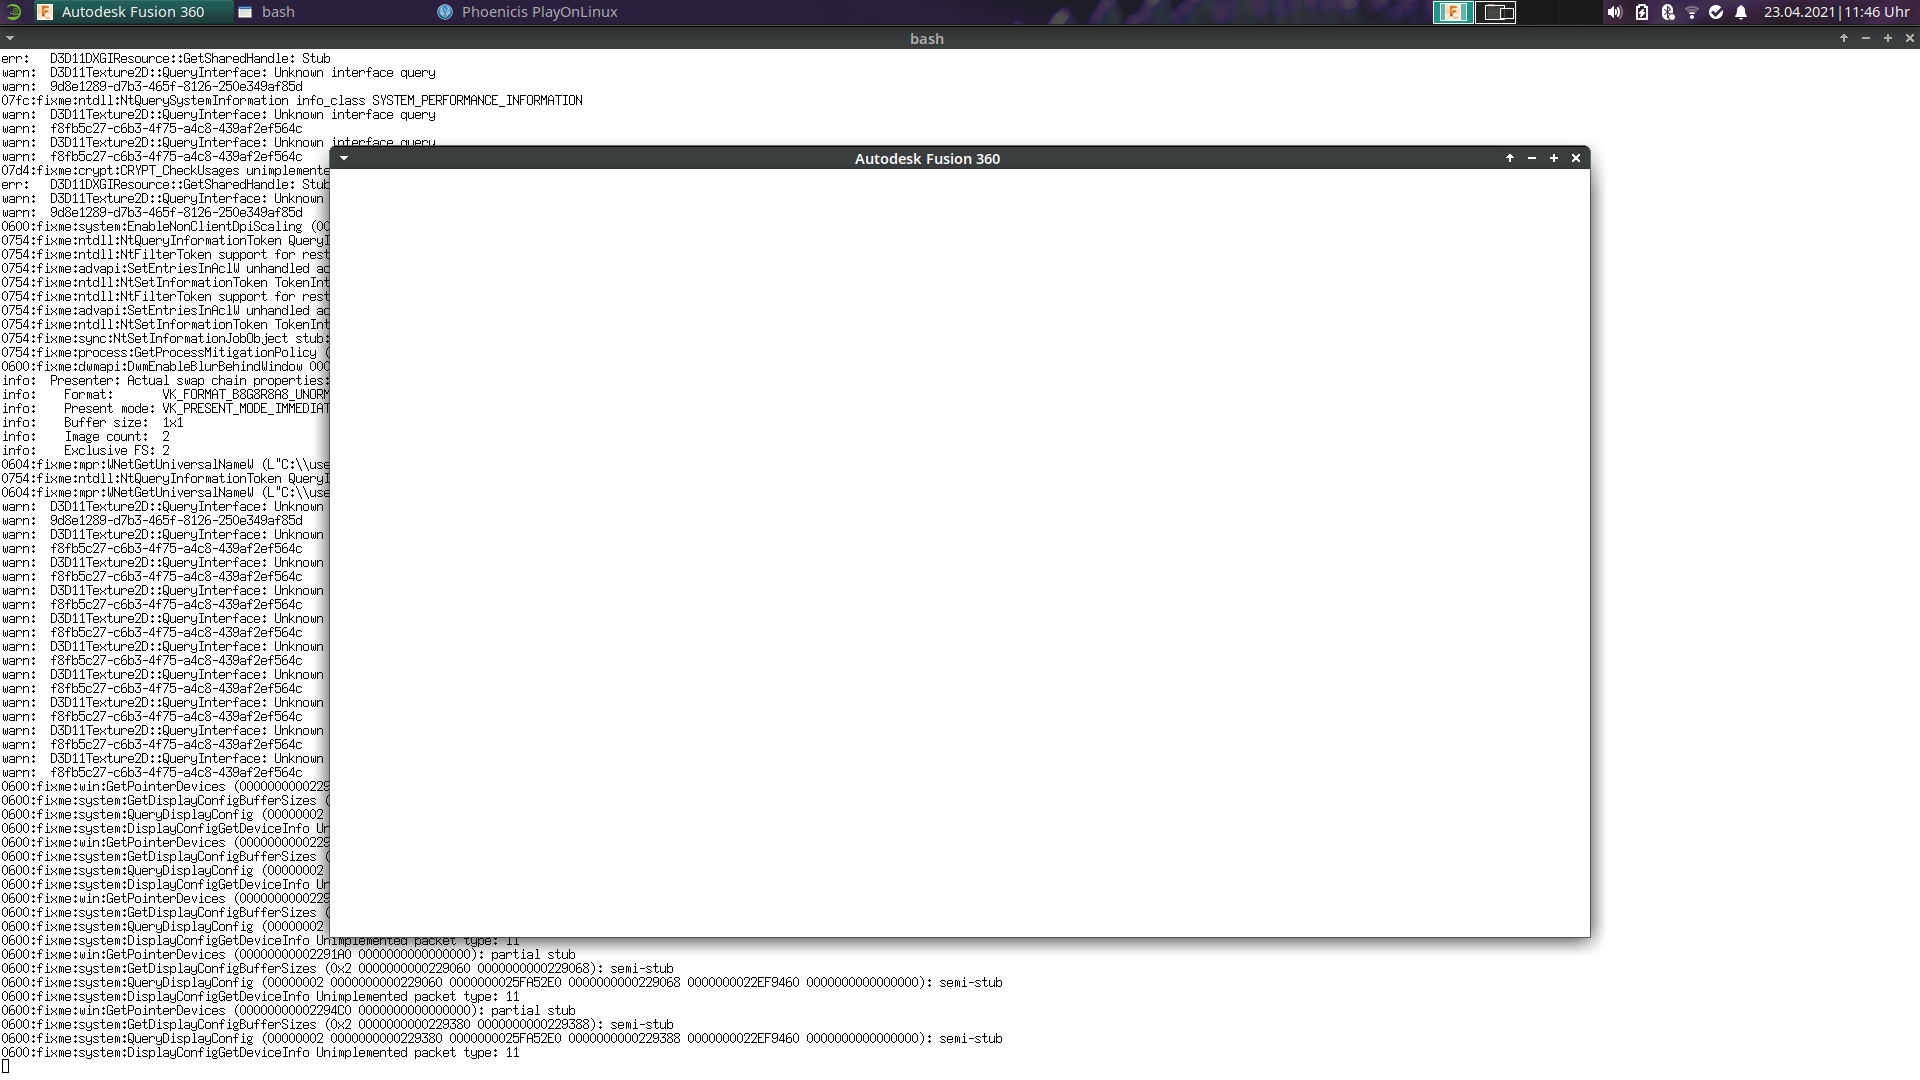 Autodesk Fusion 360
bash
Phoenicis PlayOnLinux
23.04.2021|11:46 Uhr
bash
err:   D3D11DXGIResource::GetSharedHandle: Stub
warn:  D3D11Texture2D::QueryInterface: Unknown interface query
warn:  9d8e1289-d7b3-465f-8126-250e349af85d
07fc:fixme:ntdll:NtQuerySystemInformation info_class SYSTEM_PERFORMANCE_INFORMATION
warn:  D3D11Texture2D::QueryInterface: Unknown interface query
warn:  f8fb5c27-c6b3-4f75-a4c8-439af2ef564c
warn:  D3D11Texture2D::QueryInterface: Unknown interface query
warn:  f8fb5c27-c6b3-4f75-a4c8-439af2ef564c
07d4:fixme:crypt:CRYPT_CheckUsages unimplemente
err:   D3D11DXGIResource::GetSharedHandle: Stub
warn:  D3D11Texture2D::QueryInterface: Unknown
warn:  9d8e1289-d7b3-465f-8126-250e349af85d
0600:fixme:system:EnableNonClientDpiScaling (00
0754:fixme:ntdll:NtQueryInformationToken QueryI
0754:fixme:ntdll:NtFilterToken support for rest
0754:fixme:advapi:SetEntriesInAclW unhandled ac
0754:fixme:ntdll:NtSetInformationToken TokenInt
0754:fixme:ntdll:NtFilterToken support for rest
0754:fixme:advapi:SetEntriesInAclW unhandled ac
0754:fixme:ntdll:NtSetInformationToken TokenInt
0754:fixme:sync:NtSetInformationJobObject stub:
0754:fixme:process:GetProcessMitigationPolicy (
0600:fixme:dwmapi:DwmEnableBlurBehindWindow 000
info:  Presenter: Actual swap chain properties:
info:    Format:       VK_FORMAT_B8G8R8A8_UNORM
info:    Present mode: VK_PRESENT_MODE_IMMEDIAT
info:    Buffer size:  1x1
info:    Image count:  2
info:    Exclusive FS: 2
0604:fixme:mpr:WNetGetUniversalNameW (L"C:\\use
0754:fixme:ntdll:NtQueryInformationToken QueryI
0604:fixme:mpr:WNetGetUniversalNameW (L"C:\\use
warn:  D3D11Texture2D::QueryInterface: Unknown
warn:  9d8e1289-d7b3-465f-8126-250e349af85d
warn:  D3D11Texture2D::QueryInterface: Unknown
warn:  f8fb5c27-c6b3-4f75-a4c8-439af2ef564c
warn:  D3D11Texture2D::QueryInterface: Unknown
warn:  f8fb5c27-c6b3-4f75-a4c8-439af2ef564c
warn:  D3D11Texture2D::QueryInterface: Unknown
warn:  f8fb5c27-c6b3-4f75-a4c8-439af2ef564c
warn:  D3D11Texture2D::QueryInterface: Unknown
warn:  f8fb5c27-c6b3-4f75-a4c8-439af2ef564c
warn:  D3D11Texture2D::QueryInterface: Unknown
warn:  f8fb5c27-c6b3-4f75-a4c8-439af2ef564c
warn:  D3D11Texture2D::QueryInterface: Unknown
warn:  f8fb5c27-c6b3-4f75-a4c8-439af2ef564c
warn:  D3D11Texture2D::QueryInterface: Unknown
warn:  f8fb5c27-c6b3-4f75-a4c8-439af2ef564c
warn:  D3D11Texture2D::QueryInterface: Unknown
warn:  f8fb5c27-c6b3-4f75-a4c8-439af2ef564c
warn:  D3D11Texture2D::QueryInterface: Unknown
warn:  f8fb5c27-c6b3-4f75-a4c8-439af2ef564c
0600:fixme:win:GetPointerDevices (0000000000229
0600:fixme:system:GetDisplayConfigBufferSizes (
0600:fixme:system:QueryDisplayConfig (00000002
0600:fixme:system:DisplayConfigGetDeviceInfo Un
0600:fixme:win:GetPointerDevices (0000000000229
0600:fixme:system:GetDisplayConfigBufferSizes (
0600:fixme:system:QueryDisplayConfig (00000002
0600:fixme:system:DisplayConfigGetDeviceInfo Un
0600:fixme:win:GetPointerDevices (0000000000229
0600:fixme:system:GetDisplayConfigBufferSizes (
0600:fixme:system:QueryDisplayConfig (00000002
0600:fixme:system:DisplayConfigGetDeviceInfo Unimplemented packet type: 11
0600:fixme:win:GetPointerDevices (00000000002291A0 0000000000000000): partial stub
0600:fixme:system:GetDisplayConfigBufferSizes (0x2 0000000000229060 0000000000229068): semi-stub
0600:fixme:system:QueryDisplayConfig (00000002 0000000000229060 0000000025FA52E0 0000000000229068 0000000022EF9460 0000000000000000): semi-stub
0600:fixme:system:DisplayConfigGetDeviceInfo Unimplemented packet type: 11
0600:fixme:win:GetPointerDevices (00000000002294C0 0000000000000000): partial stub
0600:fixme:system:GetDisplayConfigBufferSizes (0x2 0000000000229380 0000000000229388): semi-stub
0600:fixme:system:QueryDisplayConfig (00000002 0000000000229380 0000000025FA52E0 0000000000229388 0000000022EF9460 0000000000000000): semi-stub
0600:fixme:system:DisplayConfigGetDeviceInfo Unimplemented packet type: 11
Autodesk Fusion 360